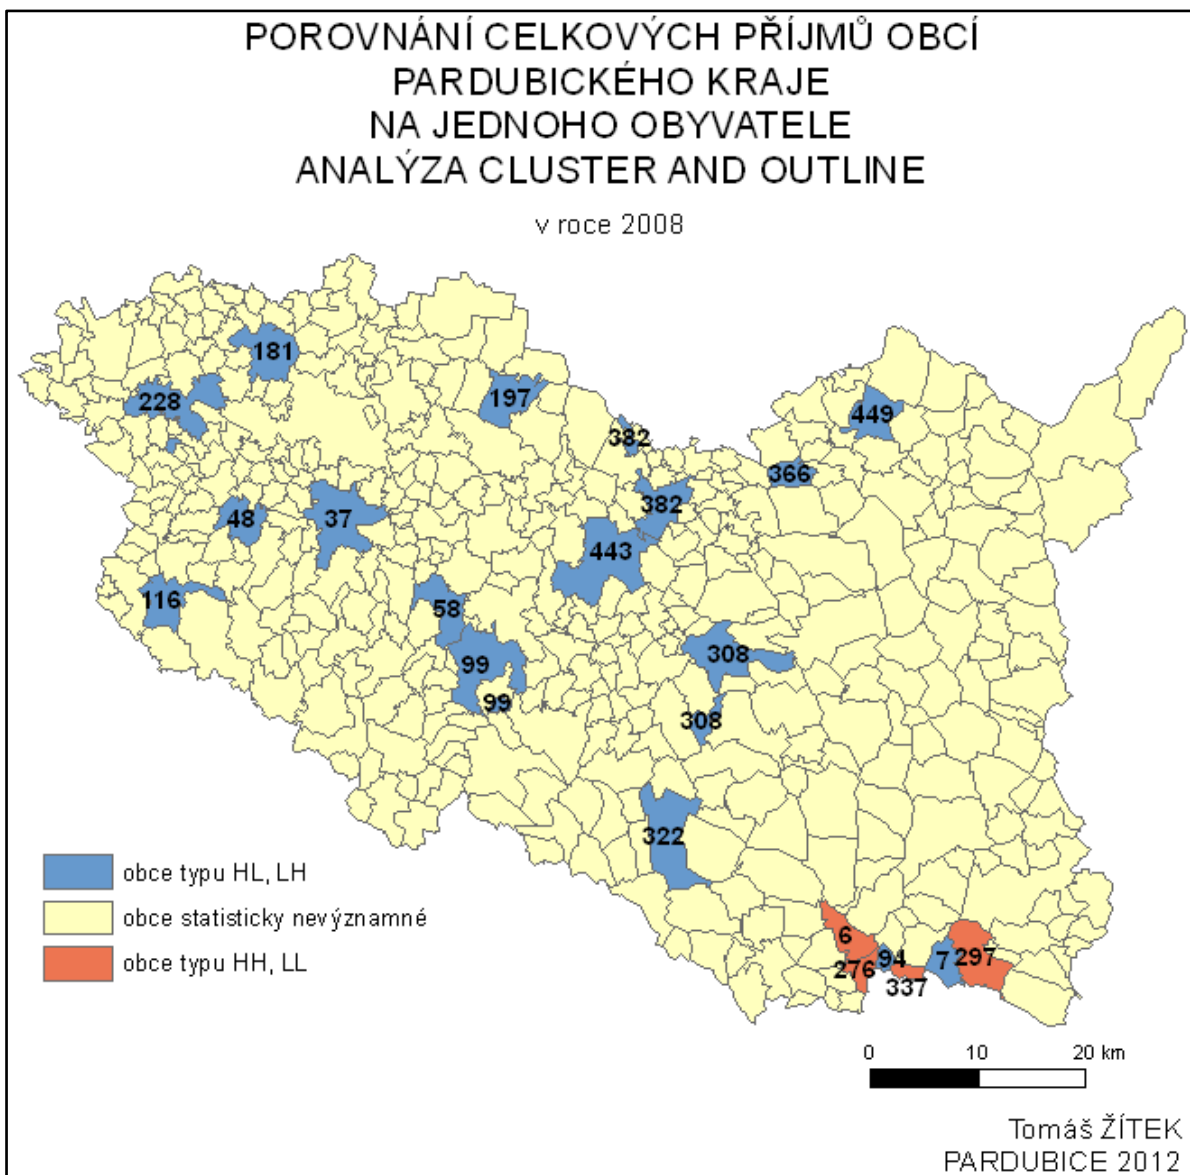 POROVNÁNÍ CELKOVÝCH PŘÍJMŮ OBCÍ
PARDUBICKÉHO KRAJE
NA JEDNOHO OBYVATELE
ANALÝZA CLUSTER AND OUTLINE
v roce 2008
181
228
197
449
382
366
382
48
37
443
116
58
308
99
99
308
322
obce typu HL, LH
obce statisticky nevýznamné
obce typu HH, LL
6
94
7
297
276
337
0 10 20 km
Tomáš ŽÍTEK
PARDUBICE 2012